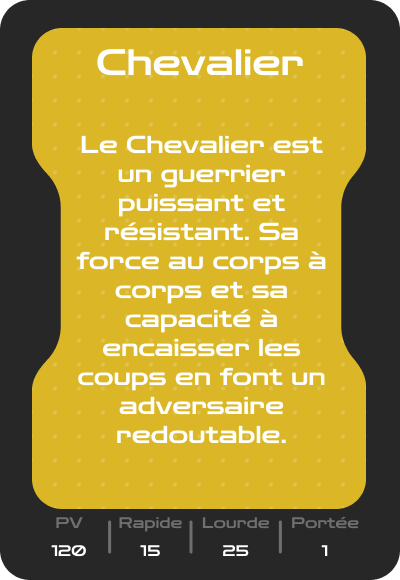 Chevalier
Le Chevalier est
un guerrier
puissant et
résistant. Sa
force au corps à
corps et sa
capacité à
encaisser les
coups en font un
adversaire
redoutable.
PV Rapide Lourde Portée
120 15 25 1